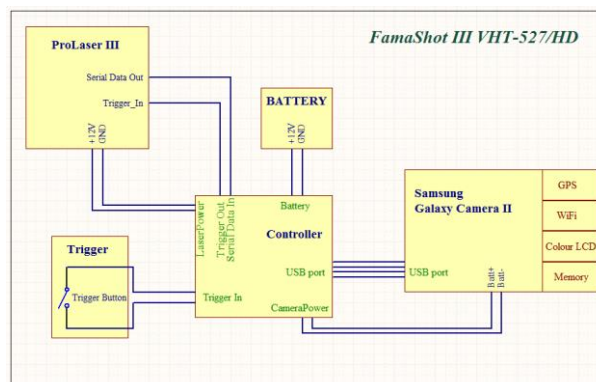 FamaShot III VHT-527/HD
ProLaser III
Serial Data Out
Trigger_In
+12V
GND
BATTERY
+12V
GND
LaserPower
Trigger Out
Serial Data In
Battery
Controller
USB port
Trigger In
CameraPower
Trigger
Trigger Button
Samsung
Galaxy Camera II
USB port
Batt+
Batt-
GPS
WiFi
Colour LCD
Memory